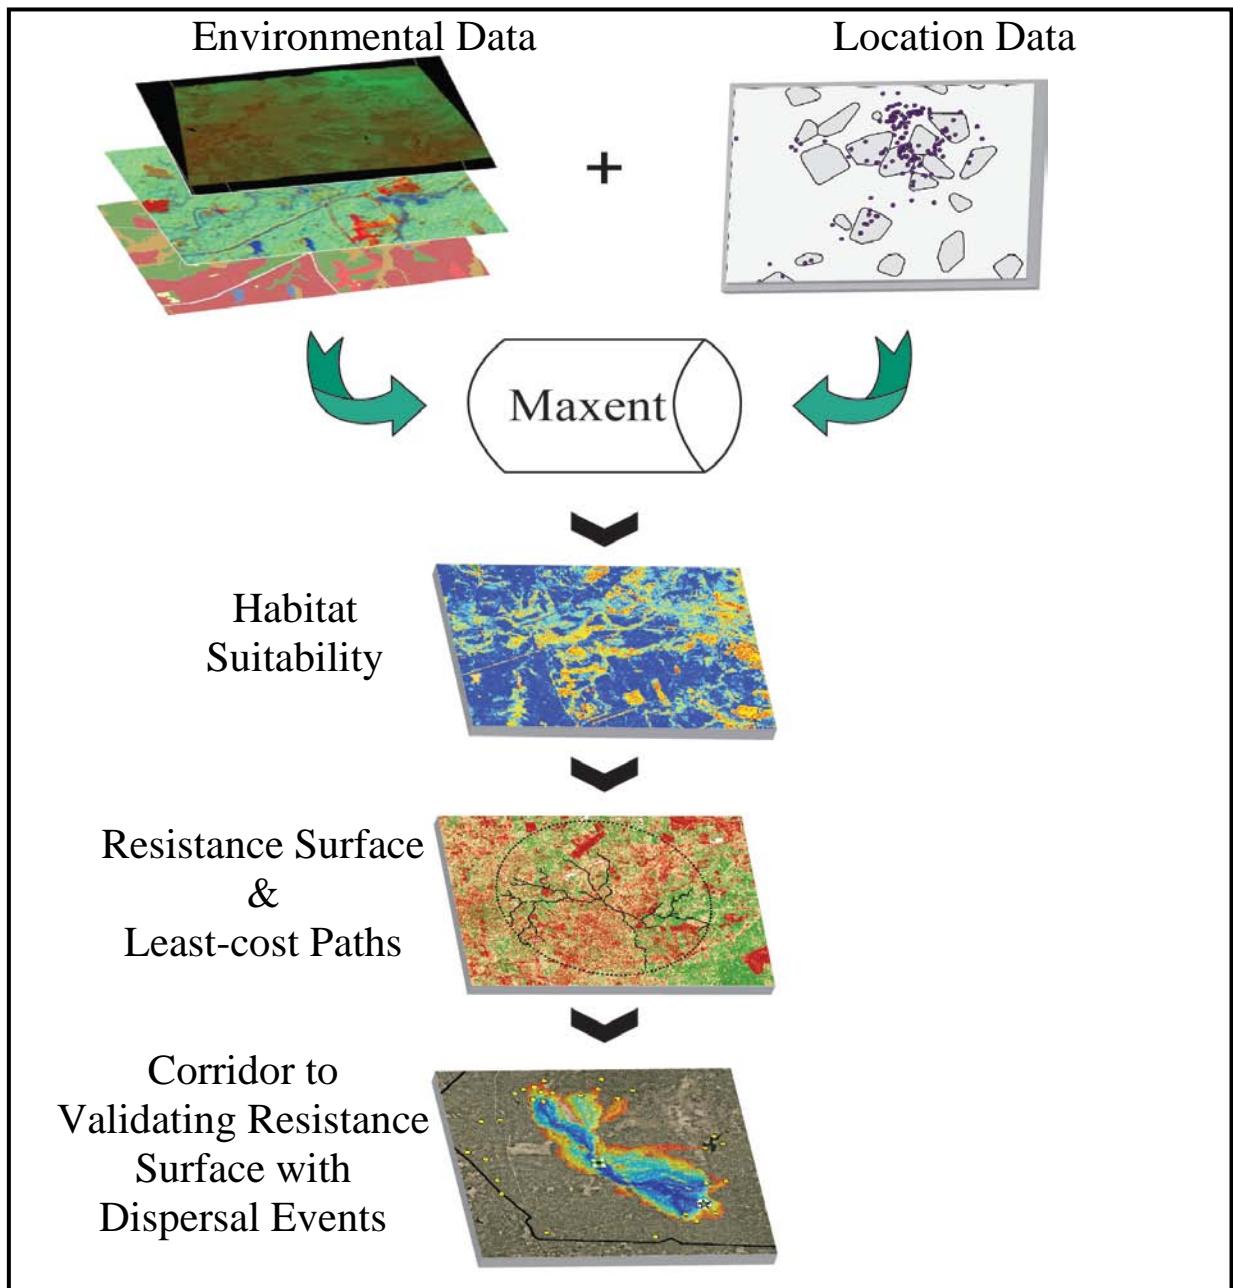 Environmental Data
Location Data
+
Maxent
Habitat
Suitability
Resistance Surface
&
Least-cost Paths
Corridor to
Validating Resistance
Surface with
Dispersal Events